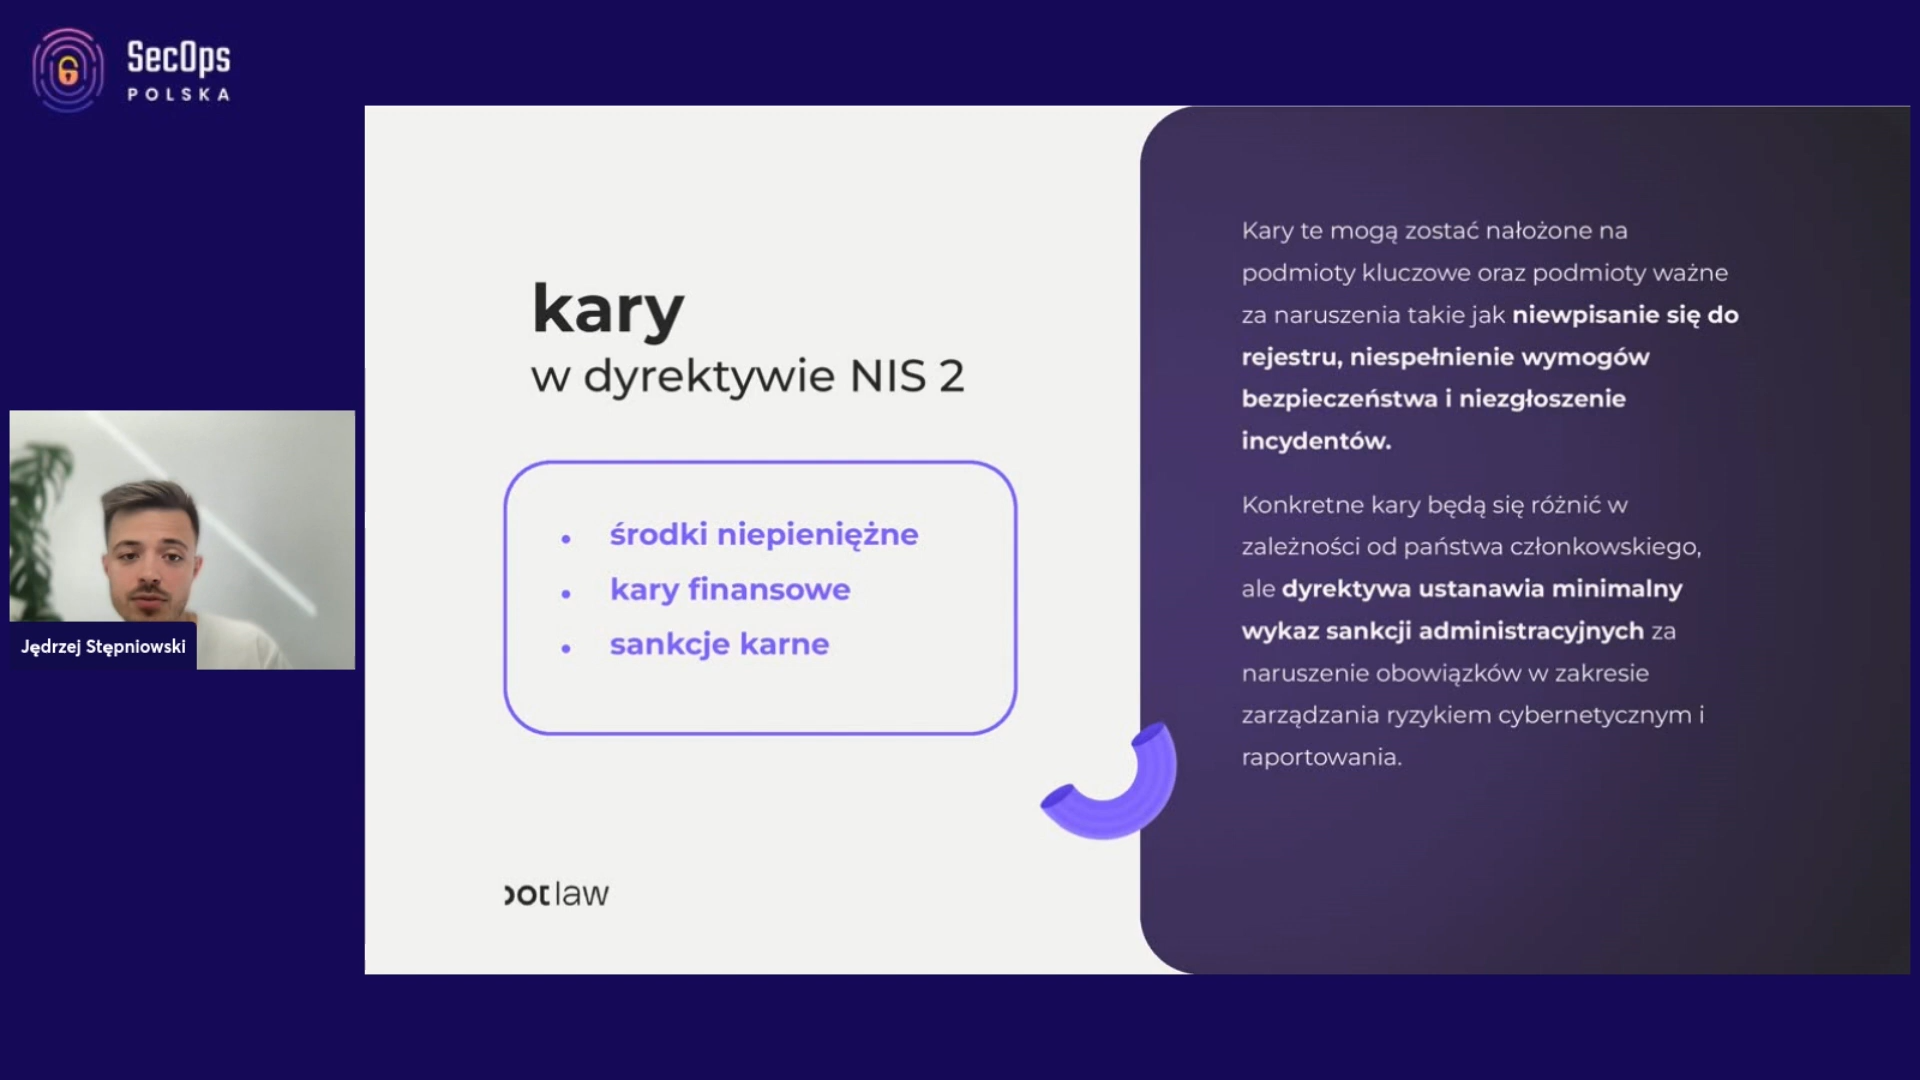 SecOps
POLSKA
kary
w dyrektywie NIS 2
• środki niepieniężne
• kary finansowe
• sankcje karne
law
Kary te mogą zostać nałożone na
podmioty kluczowe oraz podmioty ważne
za naruszenia takie jak niewpisanie się do
rejestru, niespełnienie wymogów
bezpieczeństwa i niezgłoszenie
incydentów.
Konkretne kary będą się różnić w
zależności od państwa członkowskiego,
ale dyrektywa ustanawia minimalny
wykaz sankcji administracyjnych za
naruszenie obowiązków w zakresie
zarządzania ryzykiem cybernetycznym i
raportowania.
Jędrzej Stępniowski